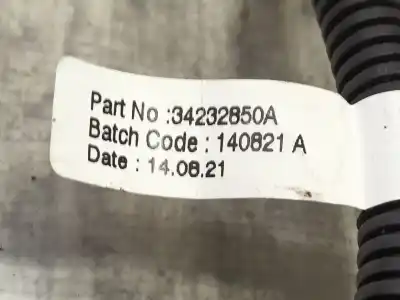 Part No :34232850A
Batch Code : 140821 A
Date : 14.08.21